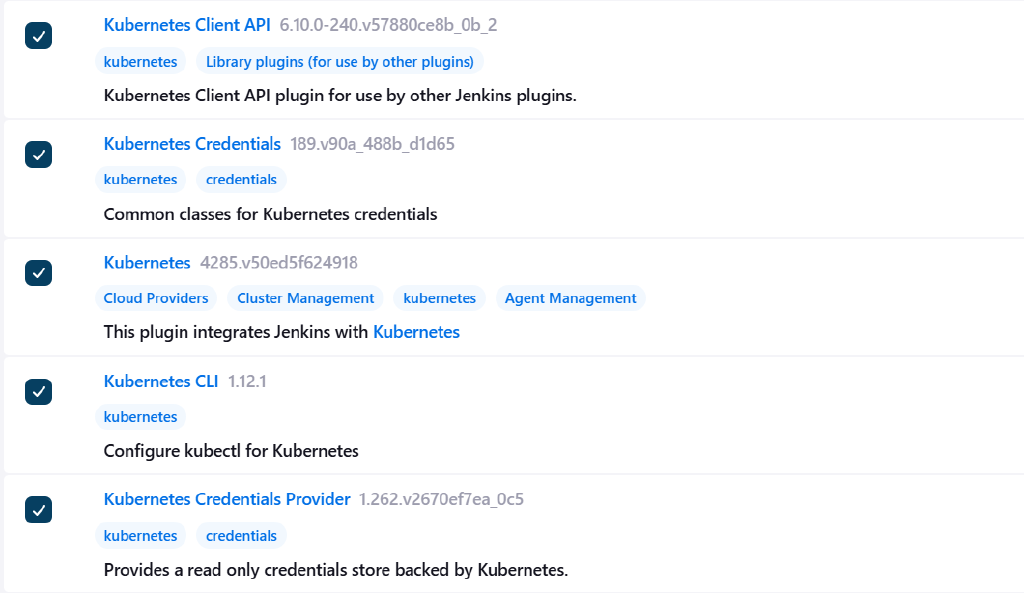 Kubernetes Client API 6.10.0-240.v57880ce8b_0b_2
kubernetes Library plugins (for use by other plugins)
Kubernetes Client API plugin for use by other Jenkins plugins.
Kubernetes Credentials 189.v90a_488b_d1d65
kubernetes credentials
Common classes for Kubernetes credentials
Kubernetes 4285.v50ed5f624918
Cloud Providers Cluster Management kubernetes Agent Management
This plugin integrates Jenkins with Kubernetes
Kubernetes CLI 1.12.1
kubernetes
Configure kubectl for Kubernetes
Kubernetes Credentials Provider 1.262.v2670ef7ea_0c5
kubernetes credentials
Provides a read only credentials store backed by Kubernetes.